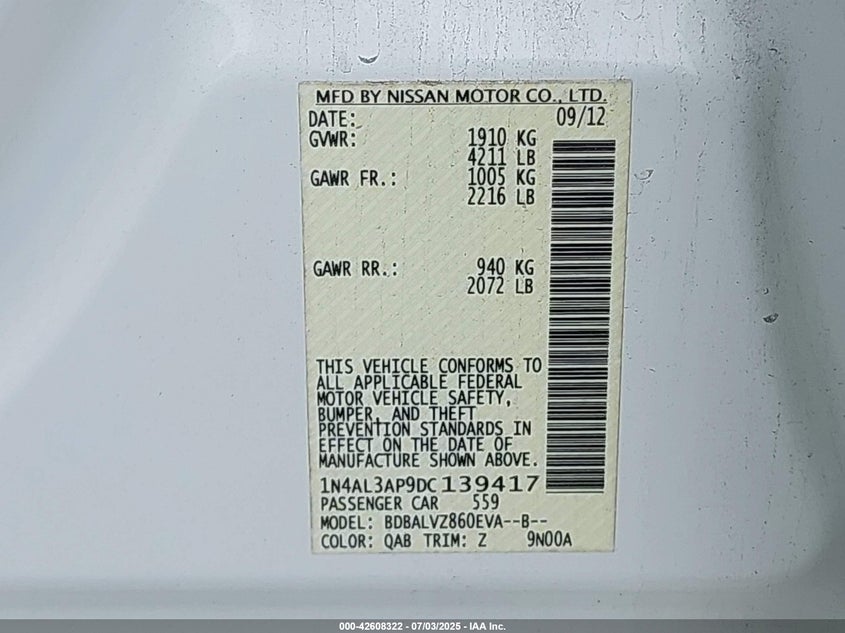 MFD BY NISSAN MOTOR CO., LTD.
DATE: 09/12
GVWR: 1910 KG
4211 LB
GAWR FR.: 1005 KG
2216 LB
GAWR RR.: 940 KG
2072 LB
THIS VEHICLE CONFORMS TO
ALL APPLICABLE FEDERAL
MOTOR VEHICLE SAFETY,
BUMPER, AND THEFT
PREVENTION STANDARDS IN
EFFECT ON THE DATE OF
MANUFACTURE SHOWN ABOVE.
1N4AL3AP9DC139417
PASSENGER CAR 559
MODEL: BDBALVZ860EVA--B--
COLOR: QAB TRIM: Z 9N00A
000-42608322 - 07/03/2025 - IAA Inc.